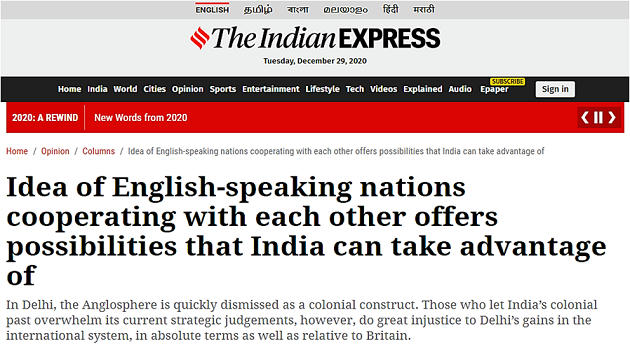 ENGLISH தமிழ் বাংলা മലയാളം हिंदी मराठी
The Indian EXPRESS
Tuesday, December 29, 2020
Home India World Cities Opinion Sports Entertainment Lifestyle Tech Videos Explained Audio Epaper SUBSCRIBE Sign in
2020: A REWIND New Words from 2020
Home / Opinion / Columns / Idea of English-speaking nations cooperating with each other offers possibilities that India can take advantage of
Idea of English-speaking nations
cooperating with each other offers
possibilities that India can take advantage
of
In Delhi, the Anglosphere is quickly dismissed as a colonial construct. Those who let India’s colonial
past overwhelm its current strategic judgements, however, do great injustice to Delhi’s gains in the
international system, in absolute terms as well as relative to Britain.